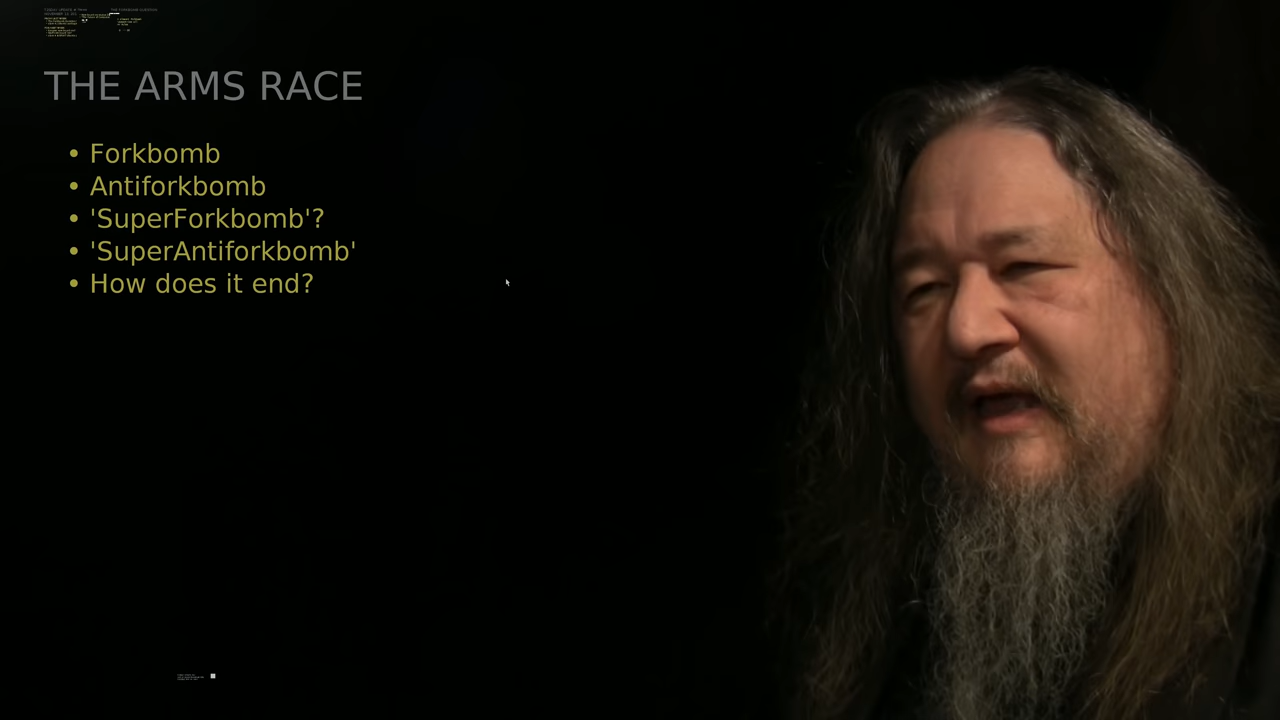 THE ARMS RACE
• Forkbomb
• Antiforkbomb
• 'SuperForkbomb'?
• 'SuperAntiforkbomb'
• How does it end?